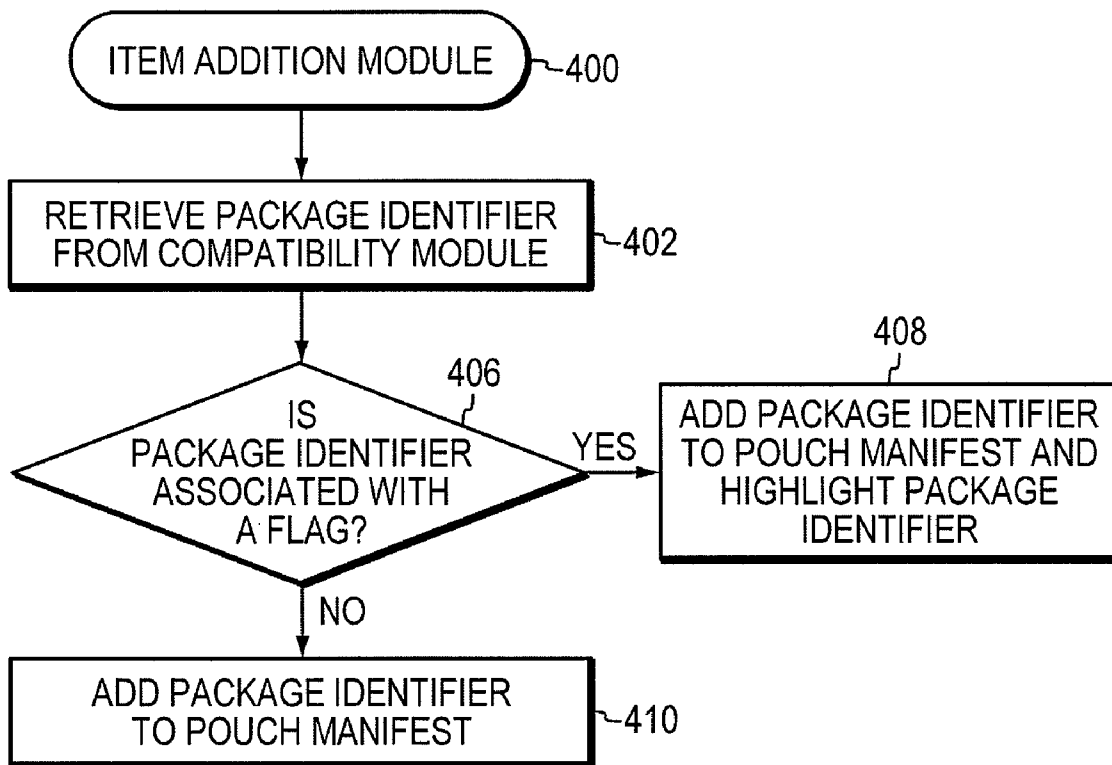 ITEM ADDITION MODULE
400
RETRIEVE PACKAGE IDENTIFIER
FROM COMPATIBILITY MODULE
402
406
IS
PACKAGE IDENTIFIER
ASSOCIATED WITH
A FLAG?
YES
408
ADD PACKAGE IDENTIFIER
TO POUCH MANIFEST AND
HIGHLIGHT PACKAGE
IDENTIFIER
NO
ADD PACKAGE IDENTIFIER
TO POUCH MANIFEST
410